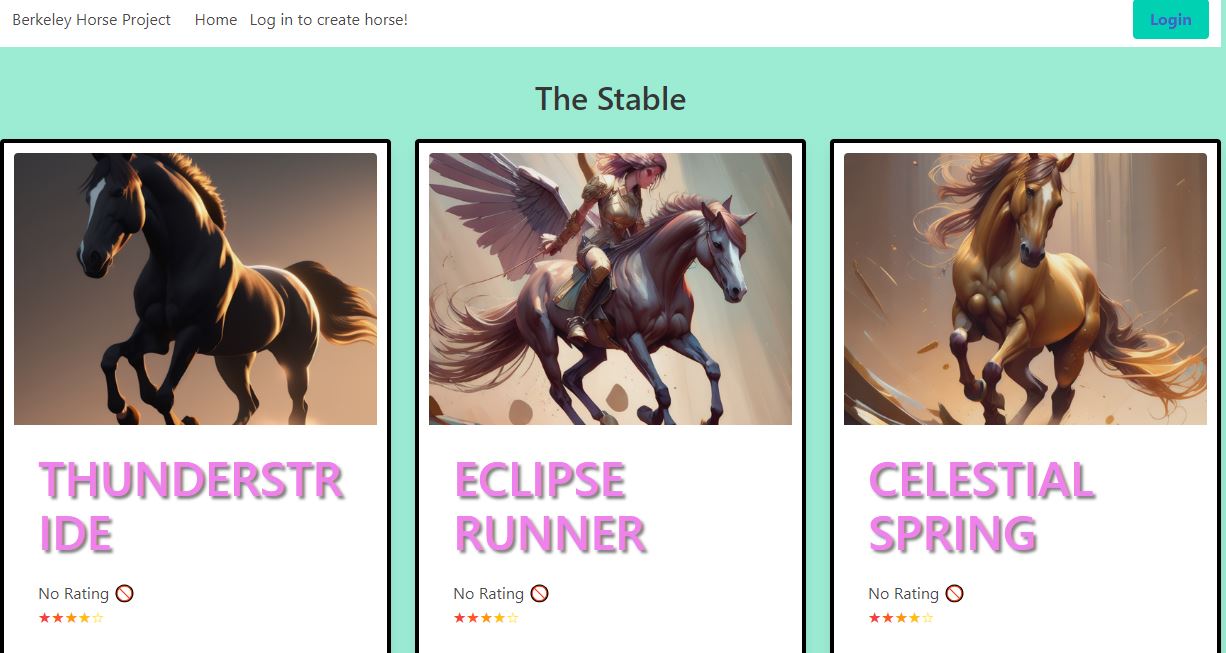 Berkeley Horse Project Home Log in to create horse! Login
The Stable
THUNDERSTR
IDE
No Rating 🚫
★★★★☆
ECLIPSE
RUNNER
No Rating 🚫
★★★★☆
CELESTIAL
SPRING
No Rating 🚫
★★★★☆